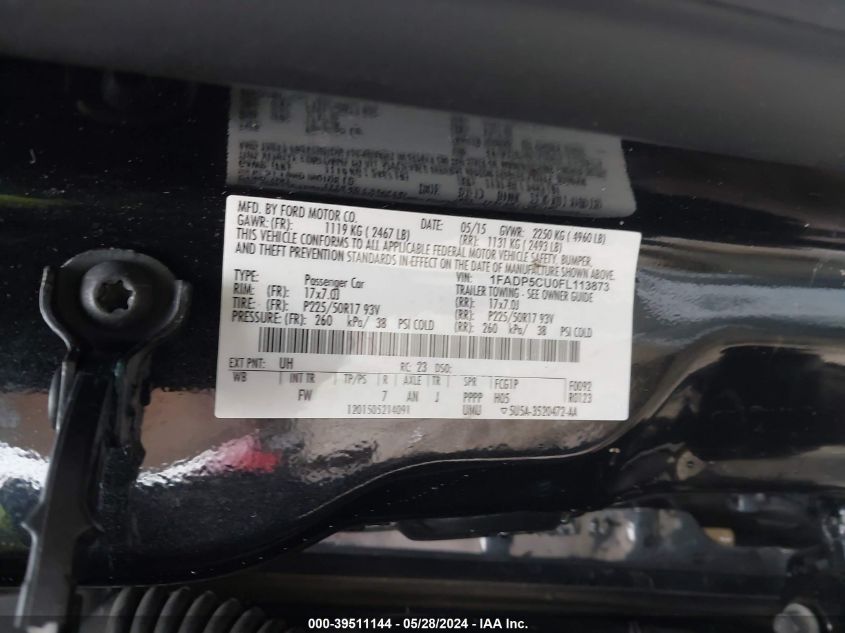 MFD. BY FORD MOTOR CO. DATE: 05/15 GVWR: 2250 KG ( 4960 LB)
GAWR: (FR): 1119 KG ( 2467 LB) (RR): 1131 KG ( 2493 LB)
THIS VEHICLE CONFORMS TO ALL APPLICABLE FEDERAL MOTOR VEHICLE SAFETY, BUMPER,
AND THEFT PREVENTION STANDARDS IN EFFECT ON THE DATE OF MANUFACTURE SHOWN ABOVE.
TYPE: Passenger Car VIN: 1FADP5CU0FL113873
TRAILER TOWING - SEE OWNER GUIDE
RIM: (FR): 17x7.0J (RR): 17x7.0J
TIRE: (FR): P225/50R17 93V (RR): P225/50R17 93V
PRESSURE: (FR): 260 kPa/ 38 PSI COLD (RR): 260 kPa/ 38 PSI COLD
EXT PNT: UH RC: 23 DSO:
WB INT TR TP/PS R AXLE TR SPR FCG1P F0092
FW 7 AN J PPPP H05 R0123
1201505214091 UMU ▽5U5A-3520472-AA
000-39511144 - 05/28/2024 - IAA Inc.